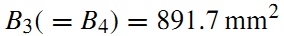 B₃( = B₄) = 891.7 mm²